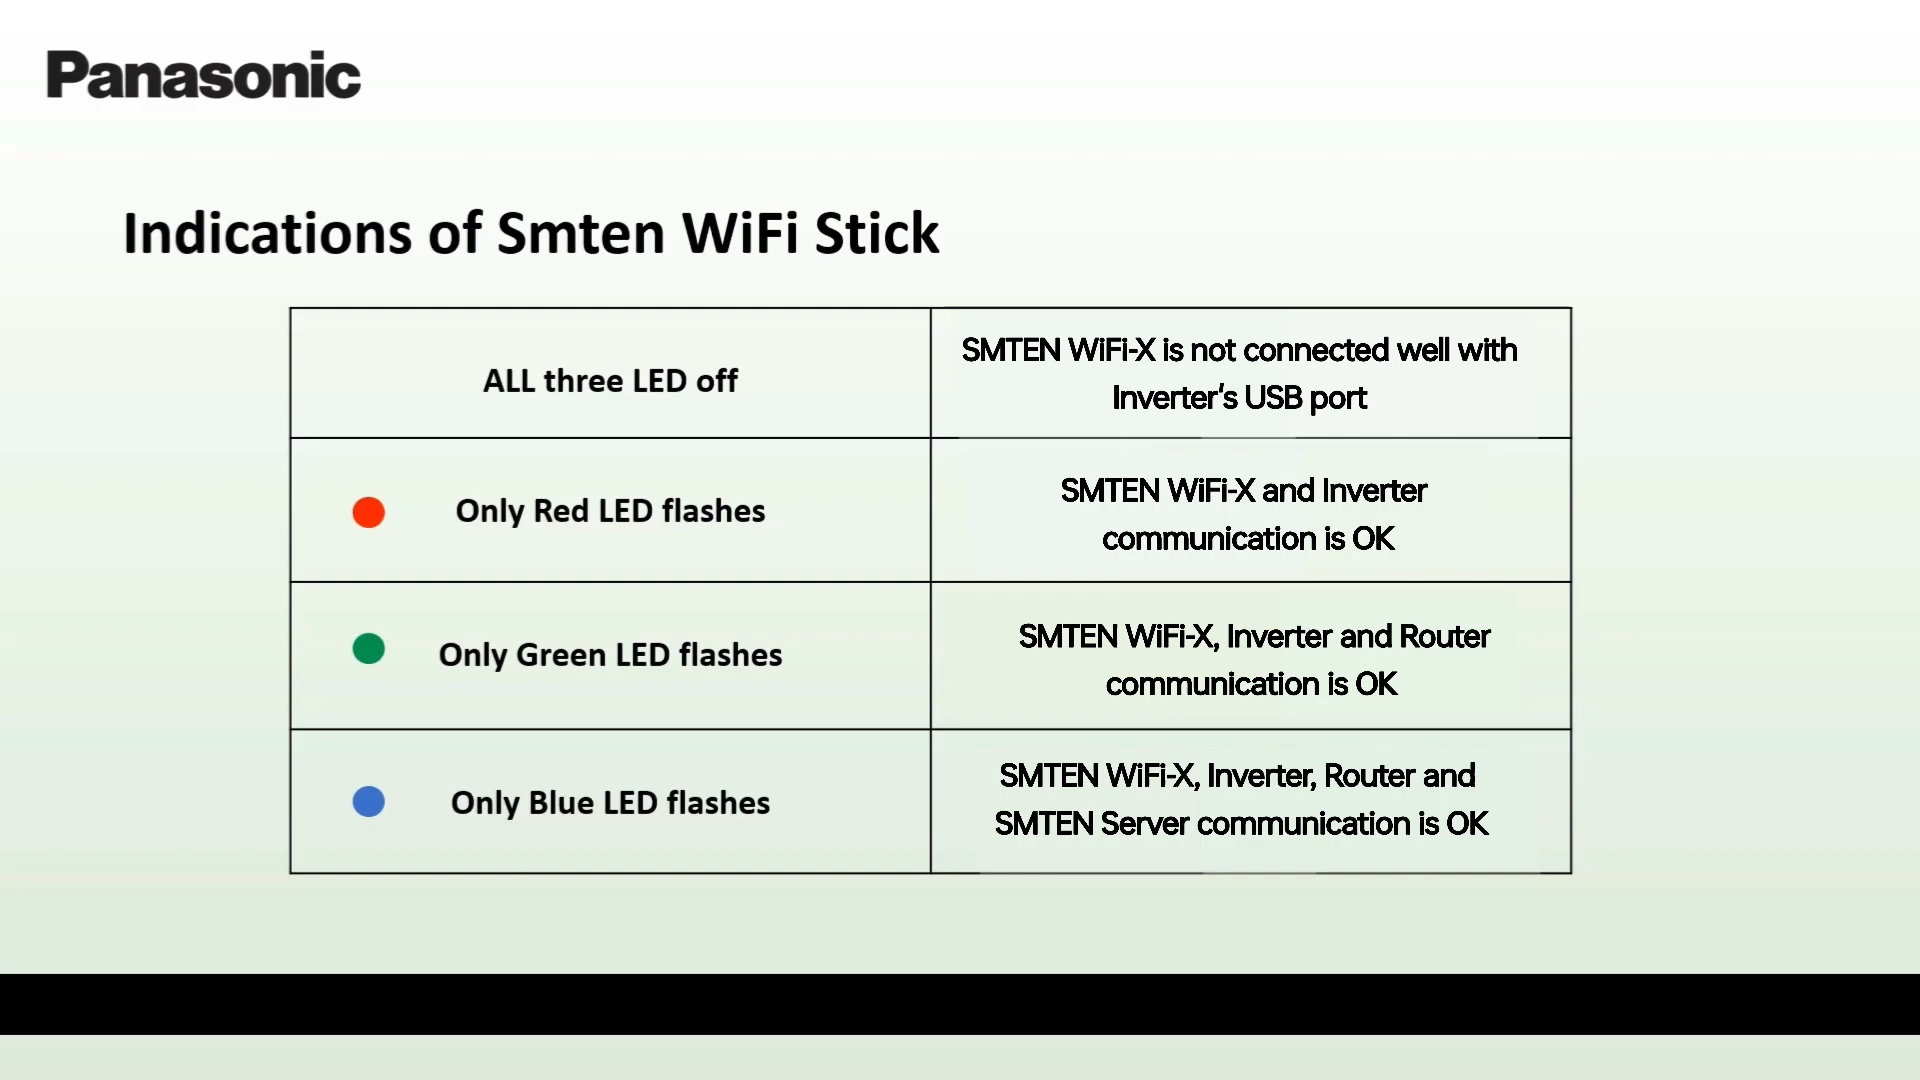 Panasonic
Indications of Smten WiFi Stick
ALL three LED off
SMTEN WiFi-X is not connected well with
Inverter's USB port
Only Red LED flashes
SMTEN WiFi-X and Inverter
communication is OK
Only Green LED flashes
SMTEN WiFi-X, Inverter and Router
communication is OK
Only Blue LED flashes
SMTEN WiFi-X, Inverter, Router and
SMTEN Server communication is OK